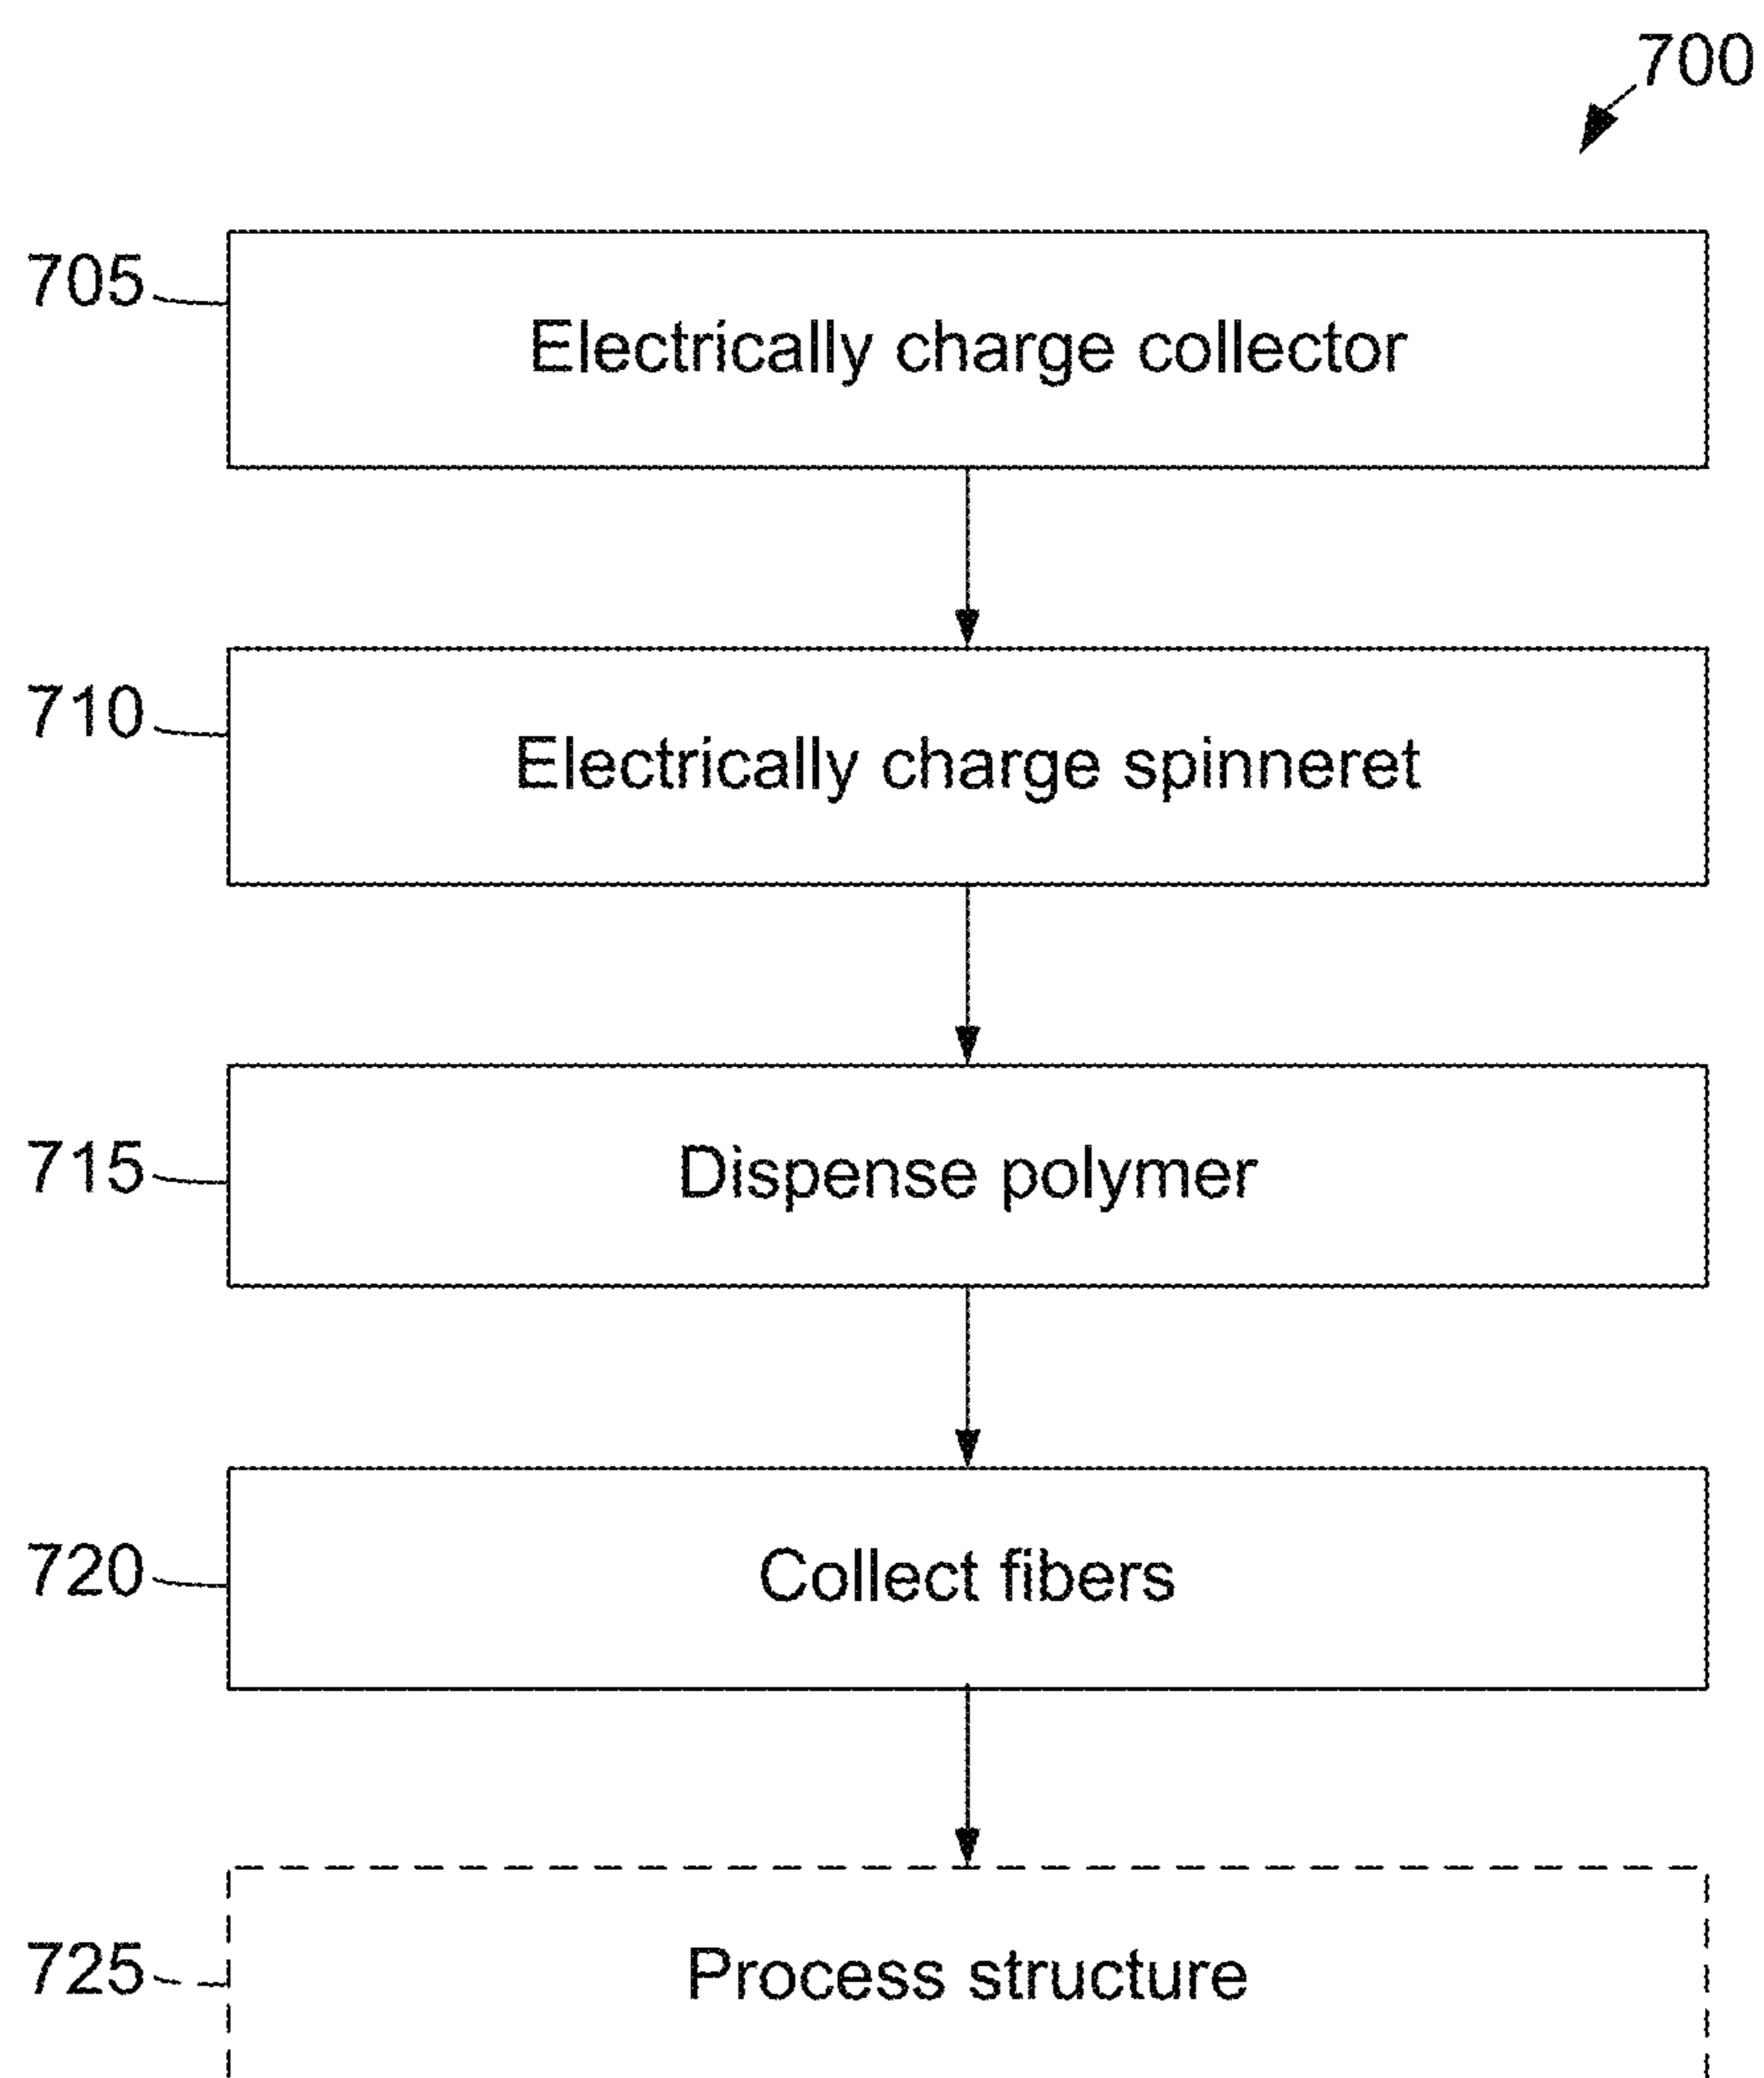 700
705
Electrically charge collector
710
Electrically charge spinneret
715
Dispense polymer
720
Collect fibers
725
Process structure